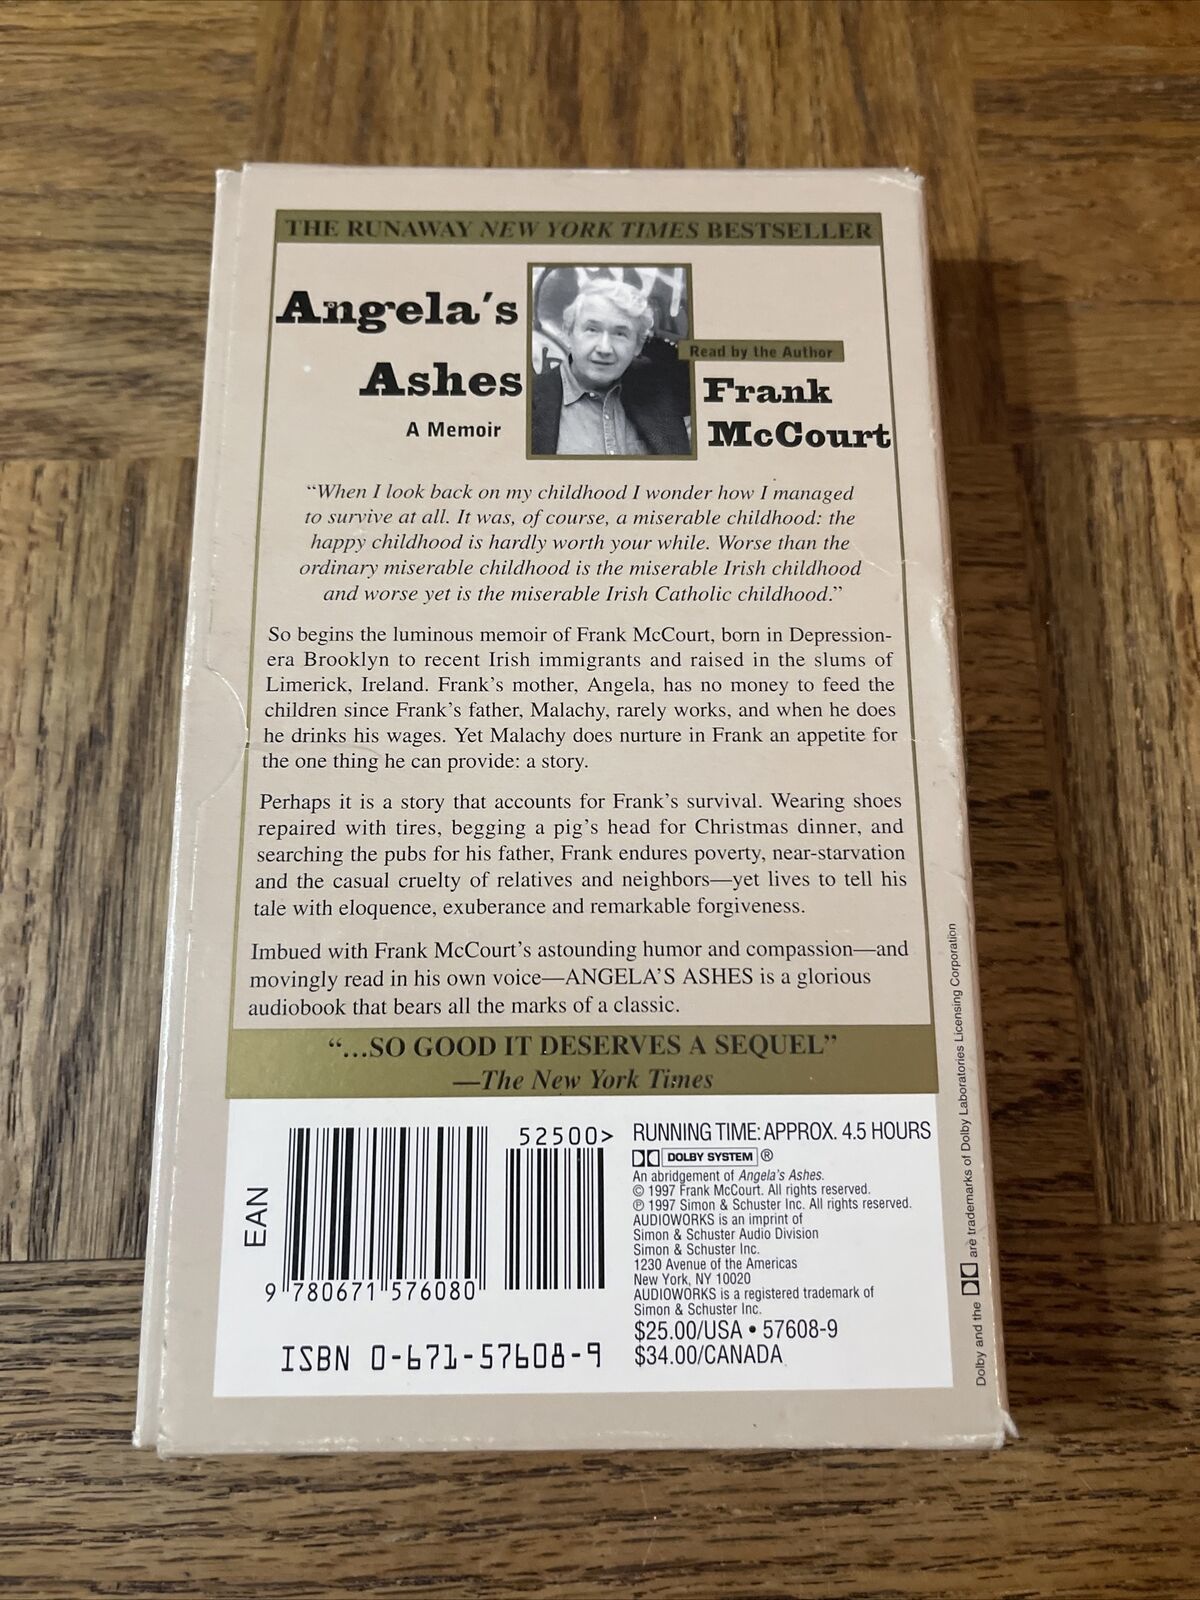 THE RUNAWAY NEW YORK TIMES BESTSELLER
Angela's
Ashes
A Memoir
Read by the Author
Frank
McCourt
“When I look back on my childhood I wonder how I managed
to survive at all. It was, of course, a miserable childhood: the
happy childhood is hardly worth your while. Worse than the
ordinary miserable childhood is the miserable Irish childhood
and worse yet is the miserable Irish Catholic childhood.”
So begins the luminous memoir of Frank McCourt, born in Depression-
era Brooklyn to recent Irish immigrants and raised in the slums of
Limerick, Ireland. Frank's mother, Angela, has no money to feed the
children since Frank's father, Malachy, rarely works, and when he does
he drinks his wages. Yet Malachy does nurture in Frank an appetite for
the one thing he can provide: a story.
Perhaps it is a story that accounts for Frank's survival. Wearing shoes
repaired with tires, begging a pig's head for Christmas dinner, and
searching the pubs for his father, Frank endures poverty, near-starvation
and the casual cruelty of relatives and neighbors—yet lives to tell his
tale with eloquence, exuberance and remarkable forgiveness.
Imbued with Frank McCourt's astounding humor and compassion—and
movingly read in his own voice—ANGELA'S ASHES is a glorious
audiobook that bears all the marks of a classic.
“...SO GOOD IT DESERVES A SEQUEL”
—The New York Times
EAN
9 780671 576080
52500>
ISBN 0-671-57608-9
RUNNING TIME: APPROX. 4.5 HOURS
DOLBY SYSTEM ®
An abridgement of Angela's Ashes.
© 1997 Frank McCourt. All rights reserved.
℗ 1997 Simon & Schuster Inc. All rights reserved.
AUDIOWORKS is an imprint of
Simon & Schuster Audio Division
Simon & Schuster Inc.
1230 Avenue of the Americas
New York, NY 10020
AUDIOWORKS is a registered trademark of
Simon & Schuster Inc.
$25.00/USA • 57608-9
$34.00/CANADA
Dolby and the are trademarks of Dolby Laboratories Licensing Corporation